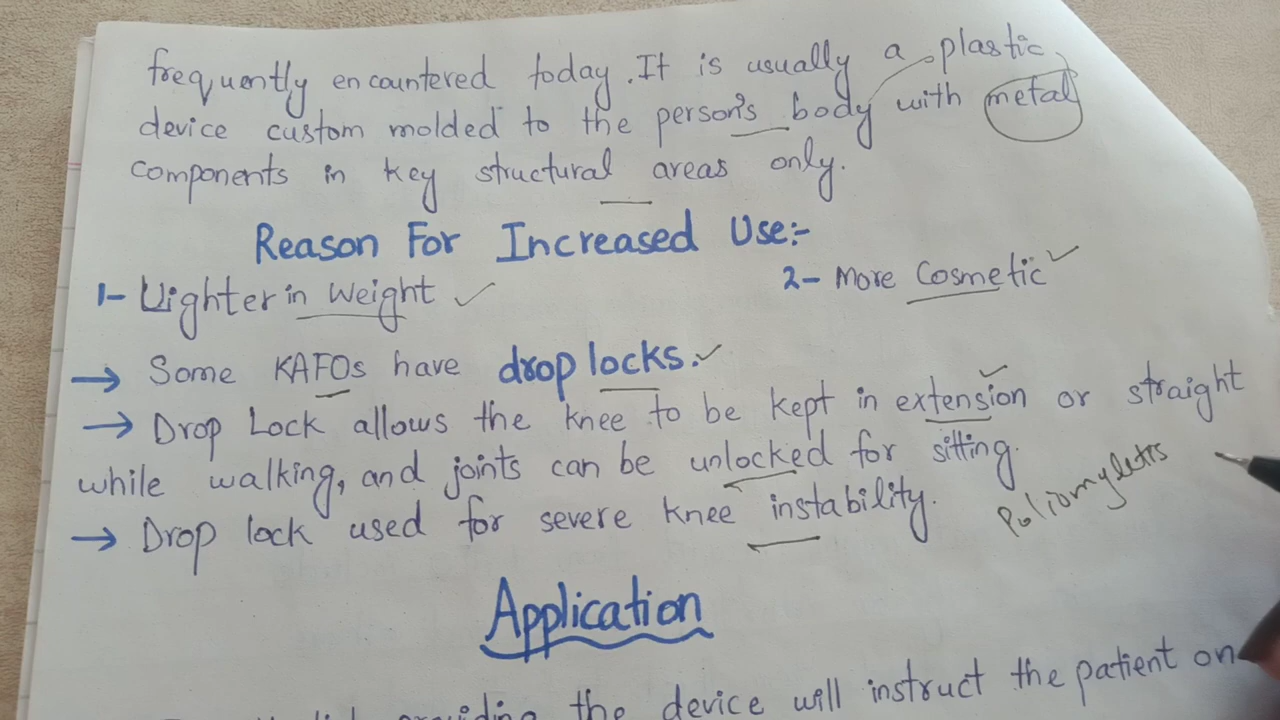 frequently encountered today. It is usually a plastic
device custom molded to the person's body with metal
components in key structural areas only.
Reason For Increased Use:-
1- Lighter in Weight
2- More Cosmetic
→ Some KAFOs have drop locks.
→ Drop Lock allows the knee to be kept in extension or straight
while walking, and joints can be unlocked for sitting.
→ Drop lock used for severe knee instability.
Application
providing the device will instruct the patient on